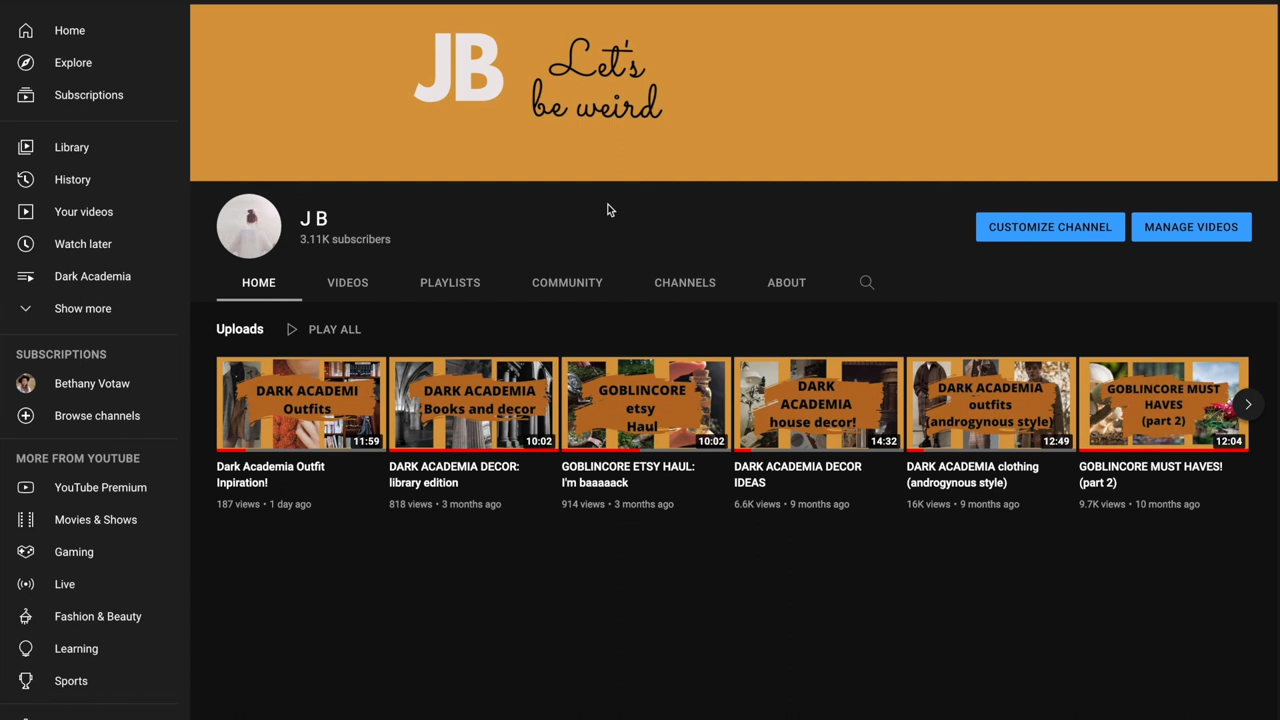 Home
Explore
Subscriptions
Library
History
Your videos
Watch later
Dark Academia
Show more
SUBSCRIPTIONS
Bethany Votaw
Browse channels
MORE FROM YOUTUBE
YouTube Premium
Movies & Shows
Gaming
Live
Fashion & Beauty
Learning
Sports
JB
Let's
be weird
J B
3.11K subscribers
CUSTOMIZE CHANNEL
MANAGE VIDEOS
HOME
VIDEOS
PLAYLISTS
COMMUNITY
CHANNELS
ABOUT
Uploads
PLAY ALL
DARK ACADEMI
Outfits
11:59
Dark Academia Outfit
Inpiration!
187 views • 1 day ago
DARK ACADEMIA
Books and decor
10:02
DARK ACADEMIA DECOR:
library edition
818 views • 3 months ago
GOBLINCORE
etsy
Haul
10:02
GOBLINCORE ETSY HAUL:
I'm baaaaack
914 views • 3 months ago
DARK
ACADEMIA
house decor!
14:32
DARK ACADEMIA DECOR
IDEAS
6.6K views • 9 months ago
DARK ACADEMIA
outfits
(androgynous style)
12:49
DARK ACADEMIA clothing
(androgynous style)
16K views • 9 months ago
GOBLINCORE MUST
HAVES
(part 2)
12:04
GOBLINCORE MUST HAVES!
(part 2)
9.7K views • 10 months ago